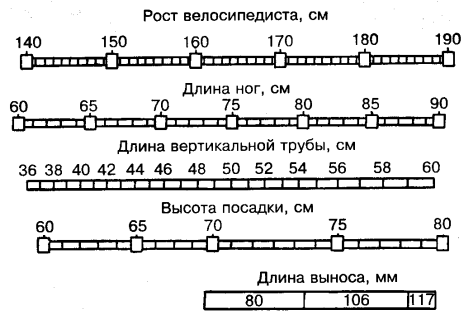 Рост велосипедиста, см
140 150 160 170 180 190
Длина ног, см
60 65 70 75 80 85 90
Длина вертикальной трубы, см
36 38 40 42 44 46 48 50 52 54 56 58 60
Высота посадки, см
60 65 70 75 80
Длина выноса, мм
80 106 117